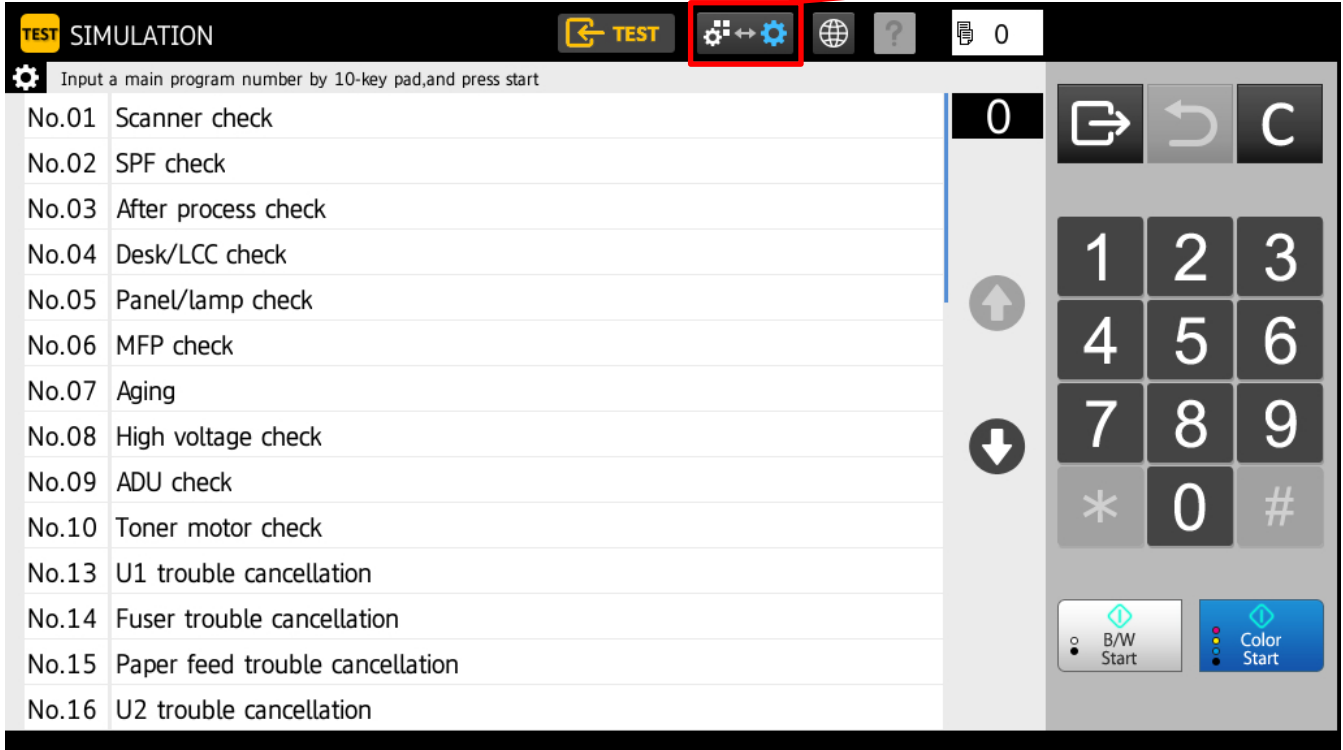 TEST SIMULATION
TEST
?
0
Input a main program number by 10-key pad,and press start
0
No.01 Scanner check
No.02 SPF check
No.03 After process check
No.04 Desk/LCC check
No.05 Panel/lamp check
No.06 MFP check
No.07 Aging
No.08 High voltage check
No.09 ADU check
No.10 Toner motor check
No.13 U1 trouble cancellation
No.14 Fuser trouble cancellation
No.15 Paper feed trouble cancellation
No.16 U2 trouble cancellation
C
1 2 3
4 5 6
7 8 9
* 0 #
B/W
Start
Color
Start